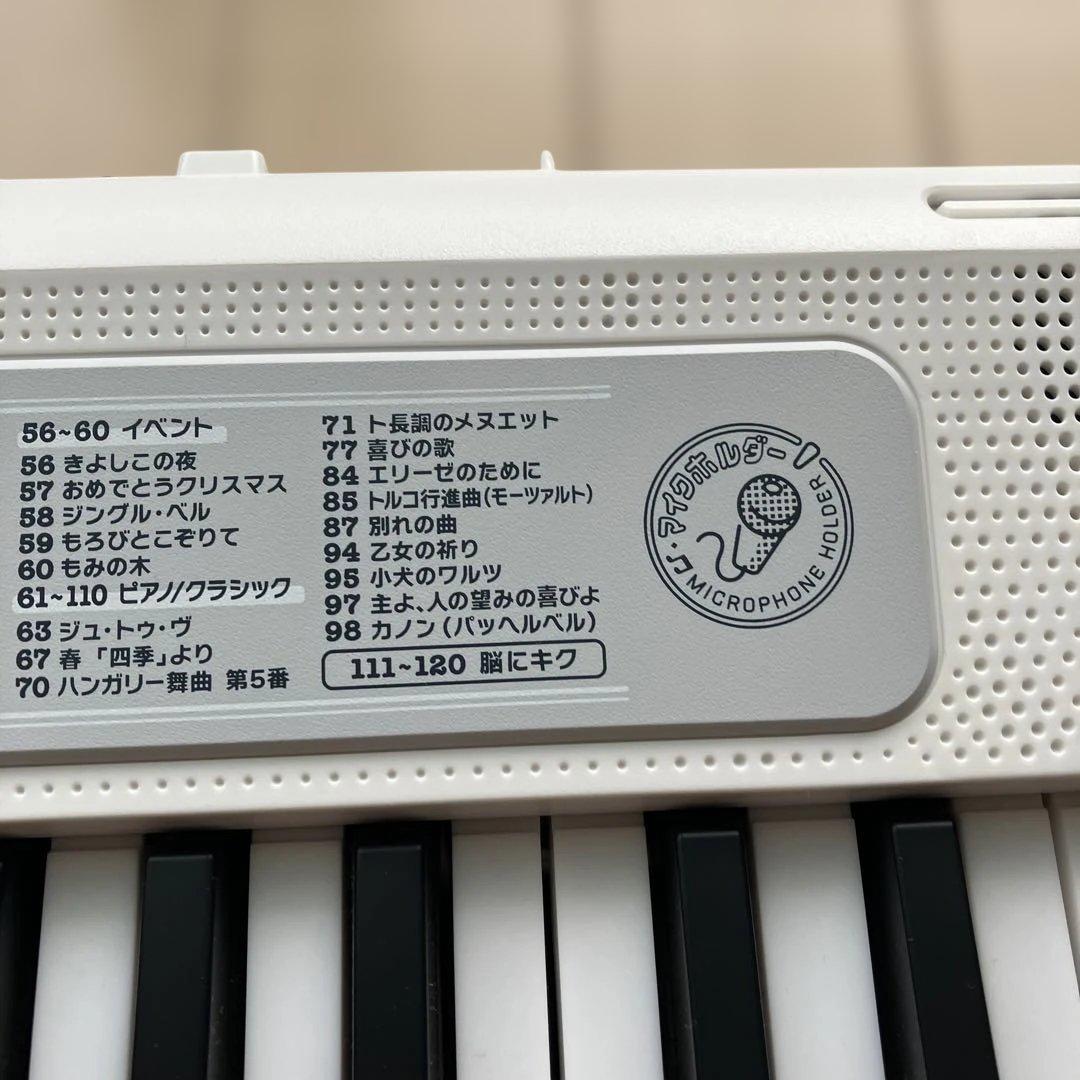 56~60 イベント
56 きよしこの夜
57 おめでとうクリスマス
58 ジングル・ベル
59 もろびとこぞりて
60 もみの木
61~110 ピアノ/クラシック
63 ジュ・トゥ・ヴ
67 春「四季」より
70 ハンガリー舞曲 第5番
71 ト長調のメヌエット
77 喜びの歌
84 エリーゼのために
85 トルコ行進曲(モーツァルト)
87 別れの曲
94 乙女の祈り
95 小犬のワルツ
97 主よ、人の望みの喜びよ
98 カノン(パッヘルベル)
111~120 脳にキク
♫・マイクホルダー!
MICROPHONE HOLDER